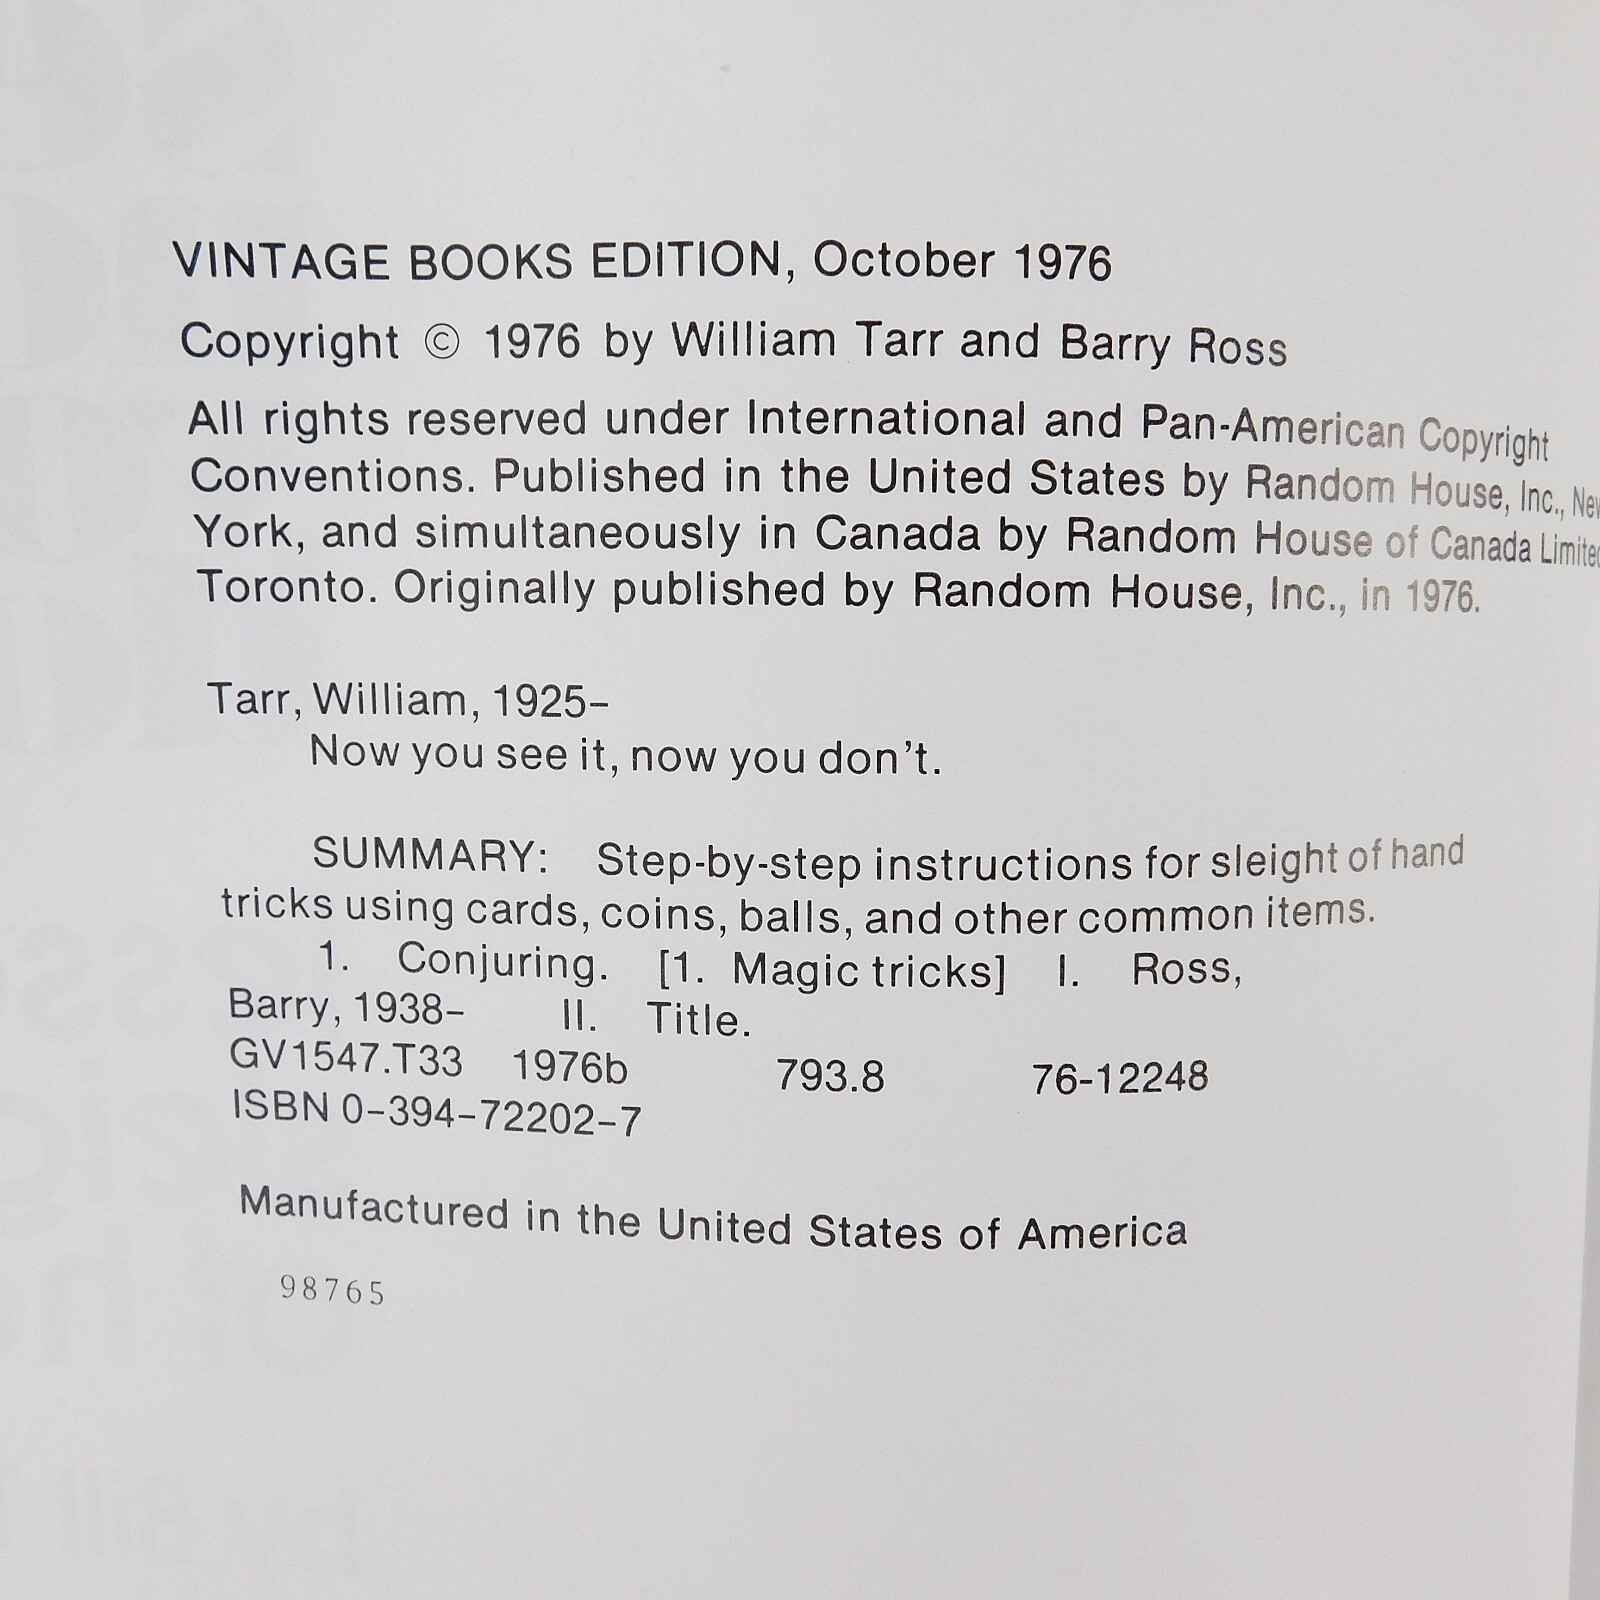 VINTAGE BOOKS EDITION, October 1976
Copyright © 1976 by William Tarr and Barry Ross
All rights reserved under International and Pan-American Copyright
Conventions. Published in the United States by Random House, Inc., New
York, and simultaneously in Canada by Random House of Canada Limited
Toronto. Originally published by Random House, Inc., in 1976.
Tarr, William, 1925–
Now you see it, now you don't.
SUMMARY: Step-by-step instructions for sleight of hand
tricks using cards, coins, balls, and other common items.
1. Conjuring. [1. Magic tricks] I. Ross,
Barry, 1938– II. Title.
GV1547.T33 1976b 793.8 76-12248
ISBN 0-394-72202-7
Manufactured in the United States of America
98765